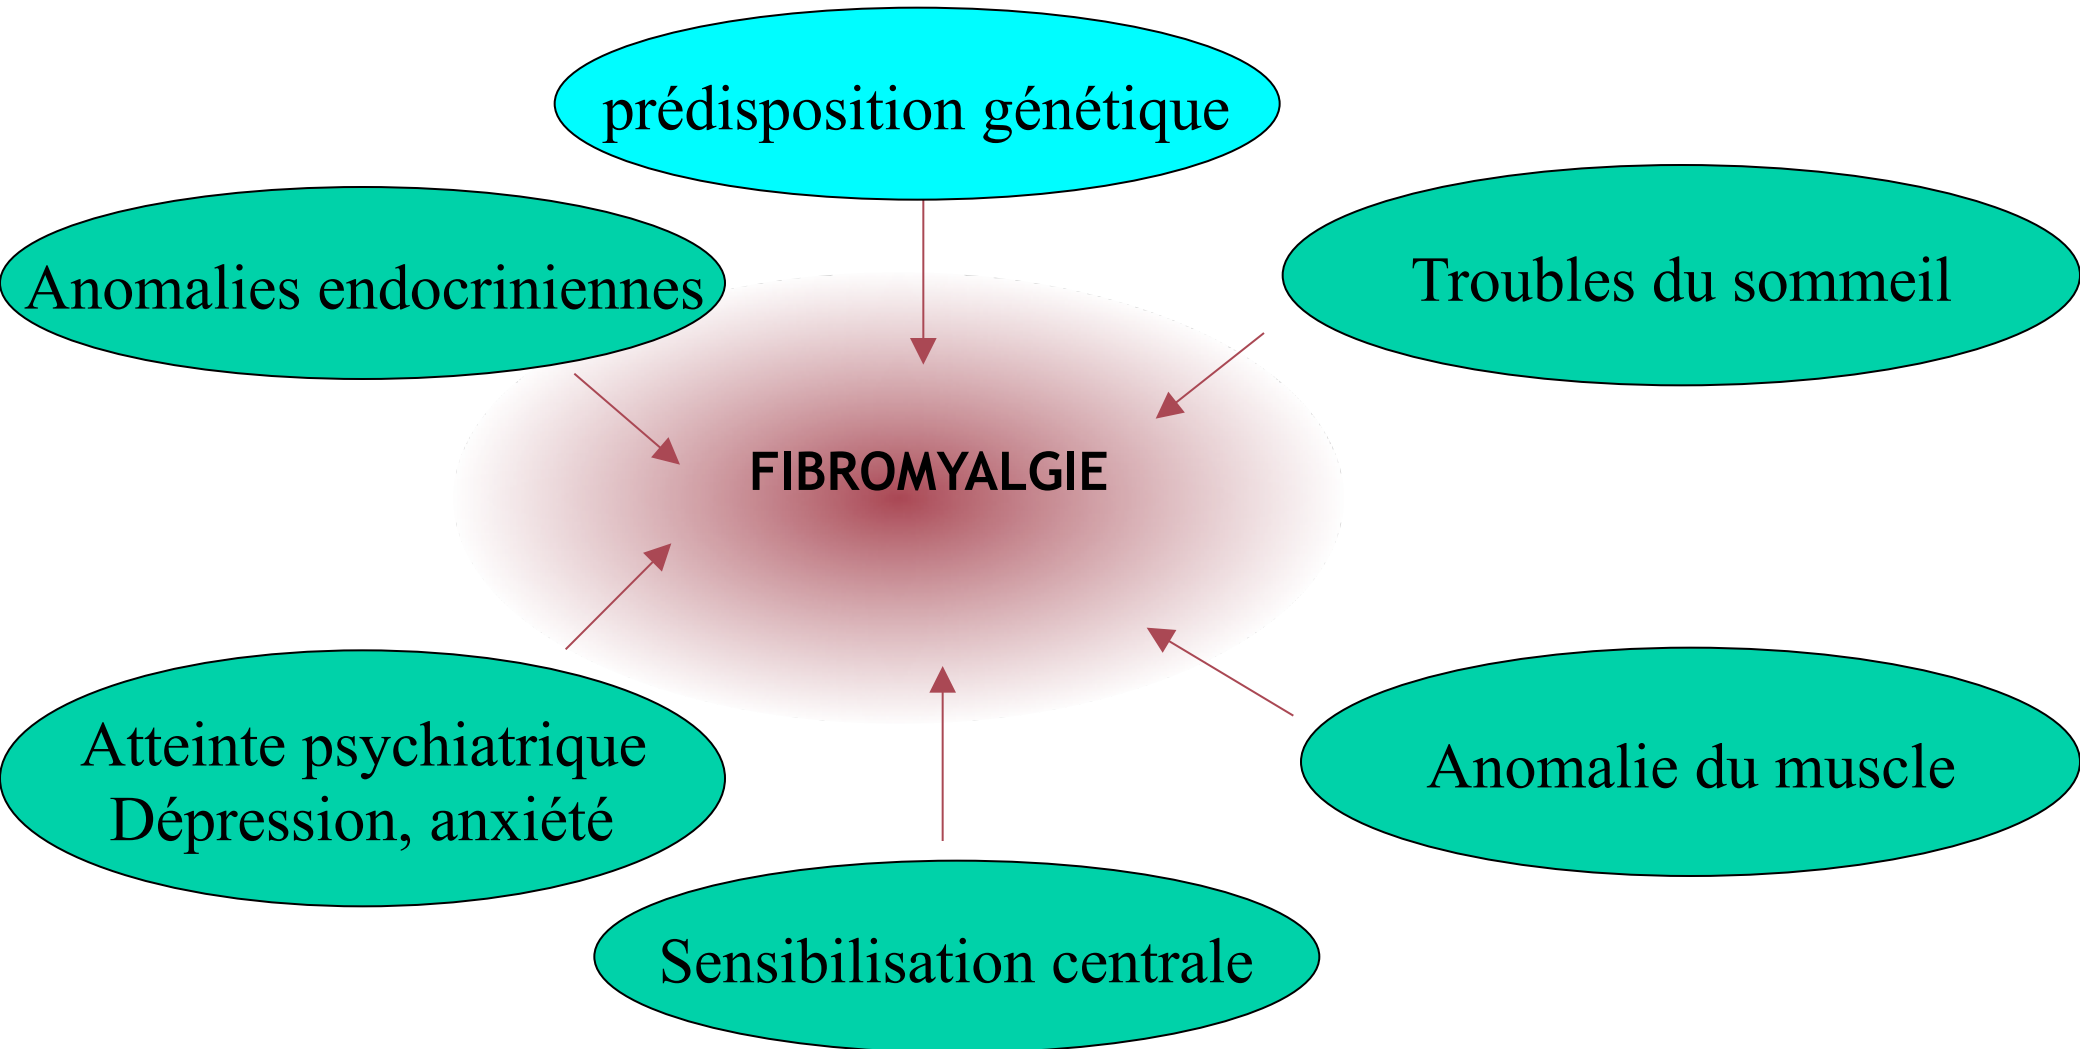 prédisposition génétique
Anomalies endocriniennes
Troubles du sommeil
FIBROMYALGIE
Atteinte psychiatrique
Dépression, anxiété
Anomalie du muscle
Sensibilisation centrale